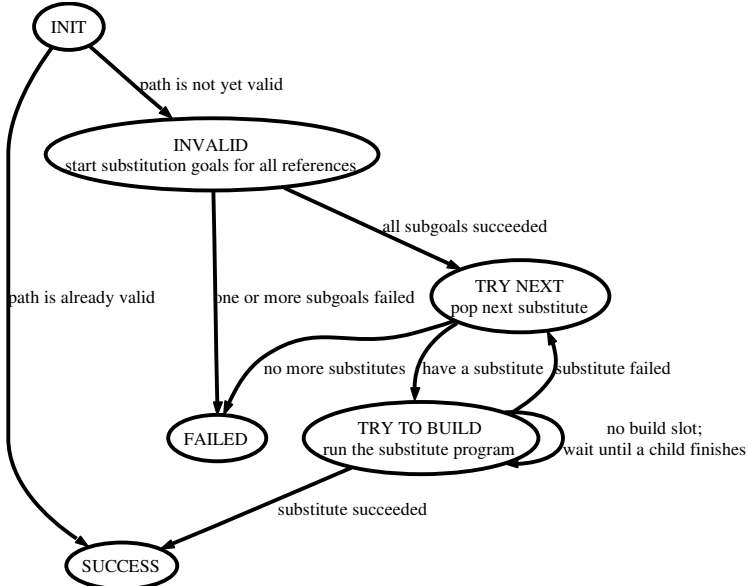 INIT
path is not yet valid
INVALID
start substitution goals for all references
all subgoals succeeded
path is already valid
one or more subgoals failed
TRY NEXT
pop next substitute
no more substitutes
have a substitute
substitute failed
FAILED
TRY TO BUILD
run the substitute program
no build slot;
wait until a child finishes
substitute succeeded
SUCCESS